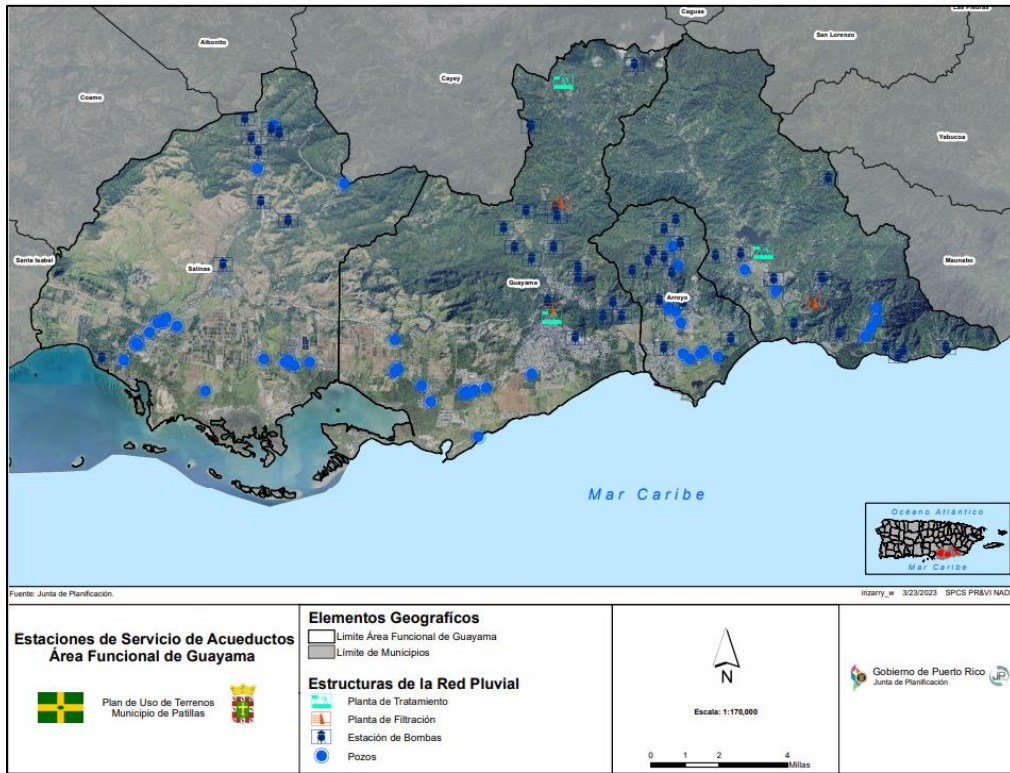 Las Piedras
Caguas
San Lorenzo
Aibonito
Cayey
Coamo
Yabucoa
Santa Isabel
Maunabo
Salinas
Guayama
Arroyo
Mar Caribe
Océano Atlántico
Mar Caribe
Fuente: Junta de Planificación.
irizarry_w 3/23/2023 SPCS PR&VI NAD
Estaciones de Servicio de Acueductos
Área Funcional de Guayama
Plan de Uso de Terrenos
Municipio de Patillas
Elementos Geograficos
Limite Área Funcional de Guayama
Límite de Municipios
Estructuras de la Red Pluvial
Planta de Tratamiento
Planta de Filtración
Estación de Bombas
Pozos
N
Escala: 1:170,000
0 1 2 4
Millas
Gobierno de Puerto Rico
Junta de Planificación
JP